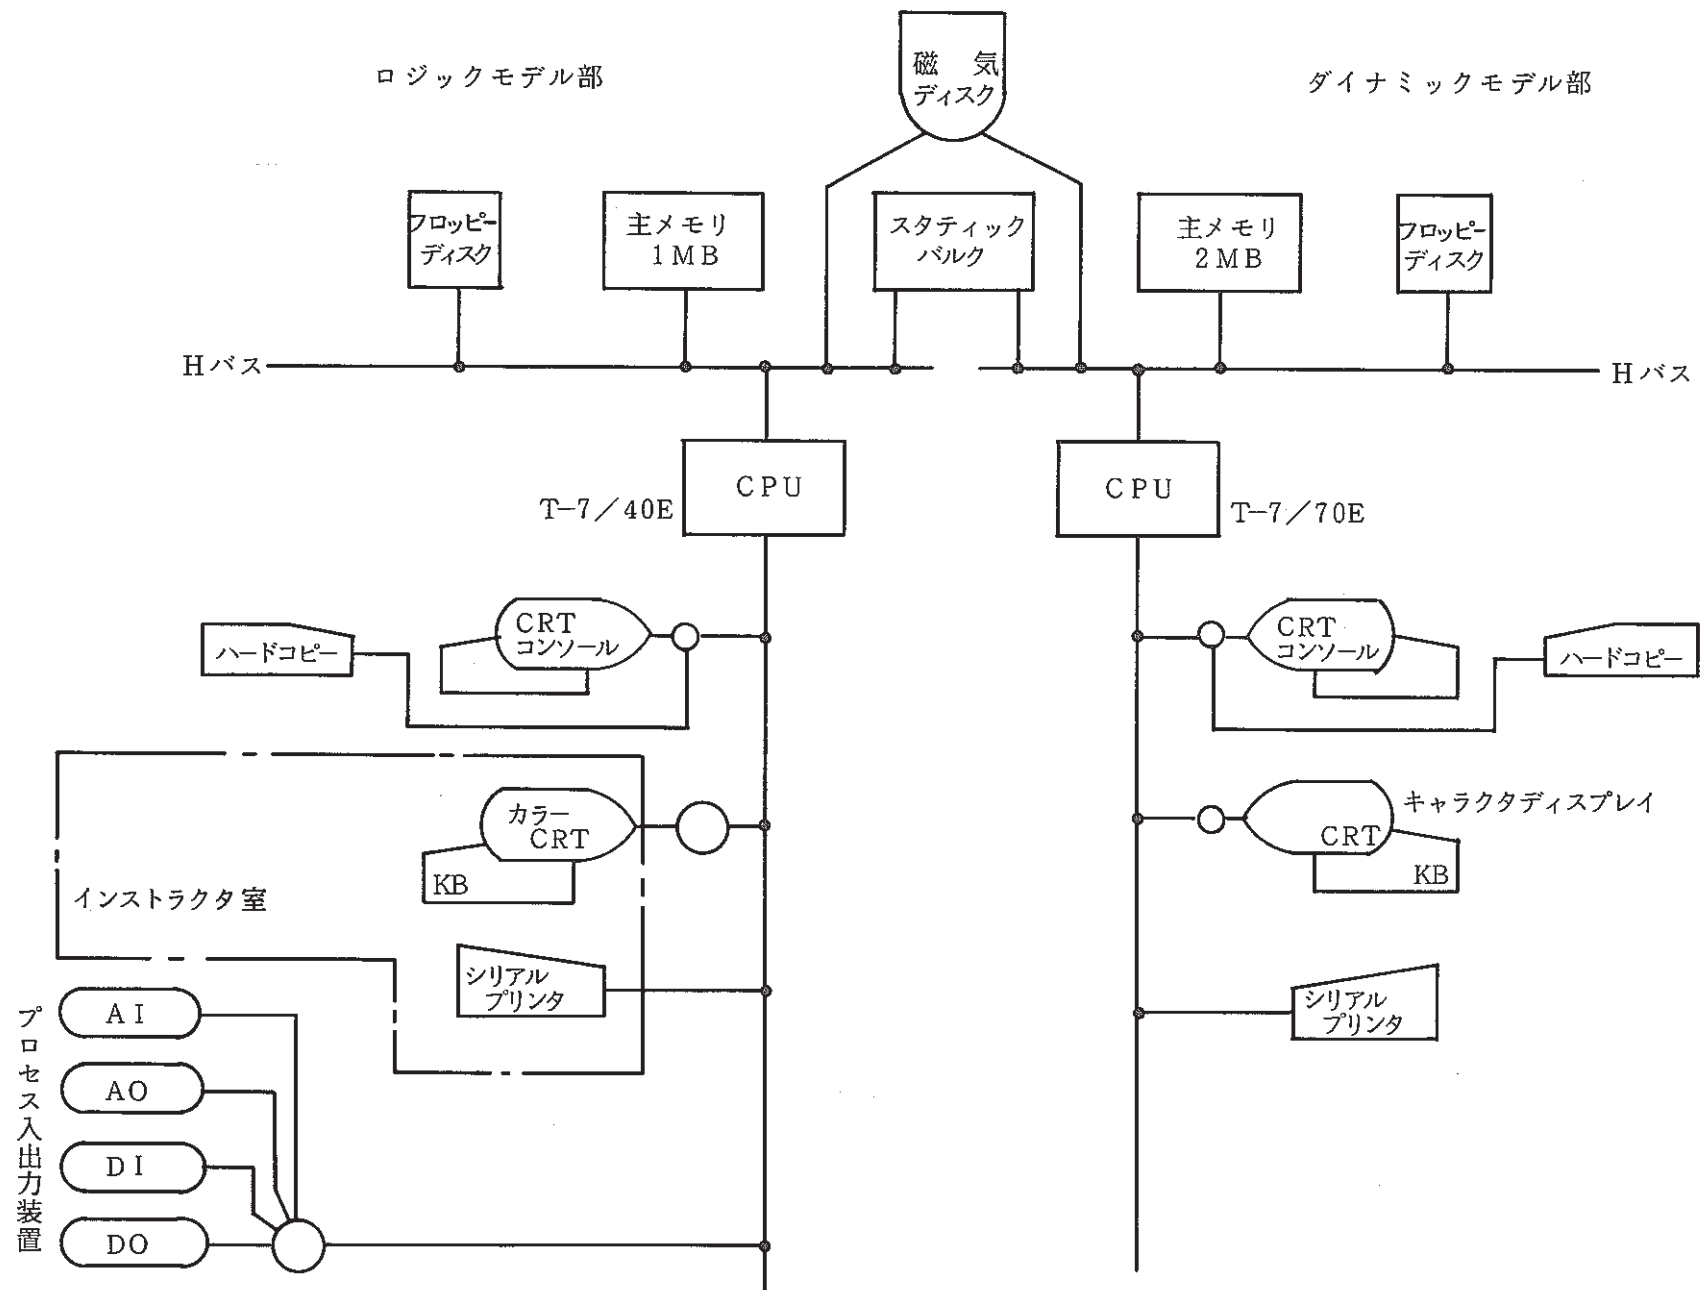 ロジックモデル部
磁 気
ディスク
ダイナミックモデル部
フロッピー
ディスク
主メモリ
1MB
スタティック
バルク
主メモリ
2MB
フロッピー
ディスク
Hバス
Hバス
CPU
T-7/40E
CPU
T-7/70E
ハードコピー
CRT
コンソール
CRT
コンソール
ハードコピー
カラー
CRT
KB
インストラクタ室
キャラクタディスプレイ
CRT
KB
シリアル
プリンタ
シリアル
プリンタ
プロセス入出力装置
AI
AO
DI
DO